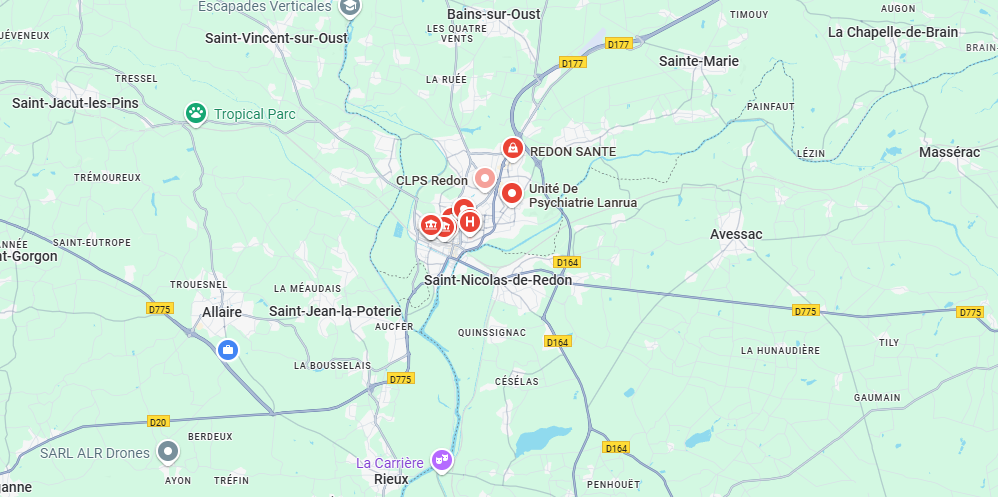 Escapades Verticales
Bains-sur-Oust
TIMOUY
AUGON
Saint-Vincent-sur-Oust
LES QUATRE
VENTS
La Chapelle-de-Brain
D177
BRAIN-
D177
Sainte-Marie
TRESSEL
LA RUÉE
Saint-Jacut-les-Pins
PAINFAUT
Tropical Parc
REDON SANTE
LÉZIN
Massérac
TRÉMOUREUX
CLPS Redon
Unité De
Psychiatrie Lanrua
H
Avessac
ANNÉE
SAINT-EUTROPE
nt-Gorgon
D164
Saint-Nicolas-de-Redon
TROUESNEL
LA MÉAUDAIS
D775
Allaire
Saint-Jean-la-Poterie
D775
D775
AUCFER
QUINSSIGNAC
D164
TILY
LA HUNAUDIÈRE
LA BOUSSELAIS
D775
CÉSÉLAS
GAUMAIN
D20
BERDEUX
D164
SARL ALR Drones
La Carrière
Rieux
AYON
TRÉFIN
PENHOUËT
ganne